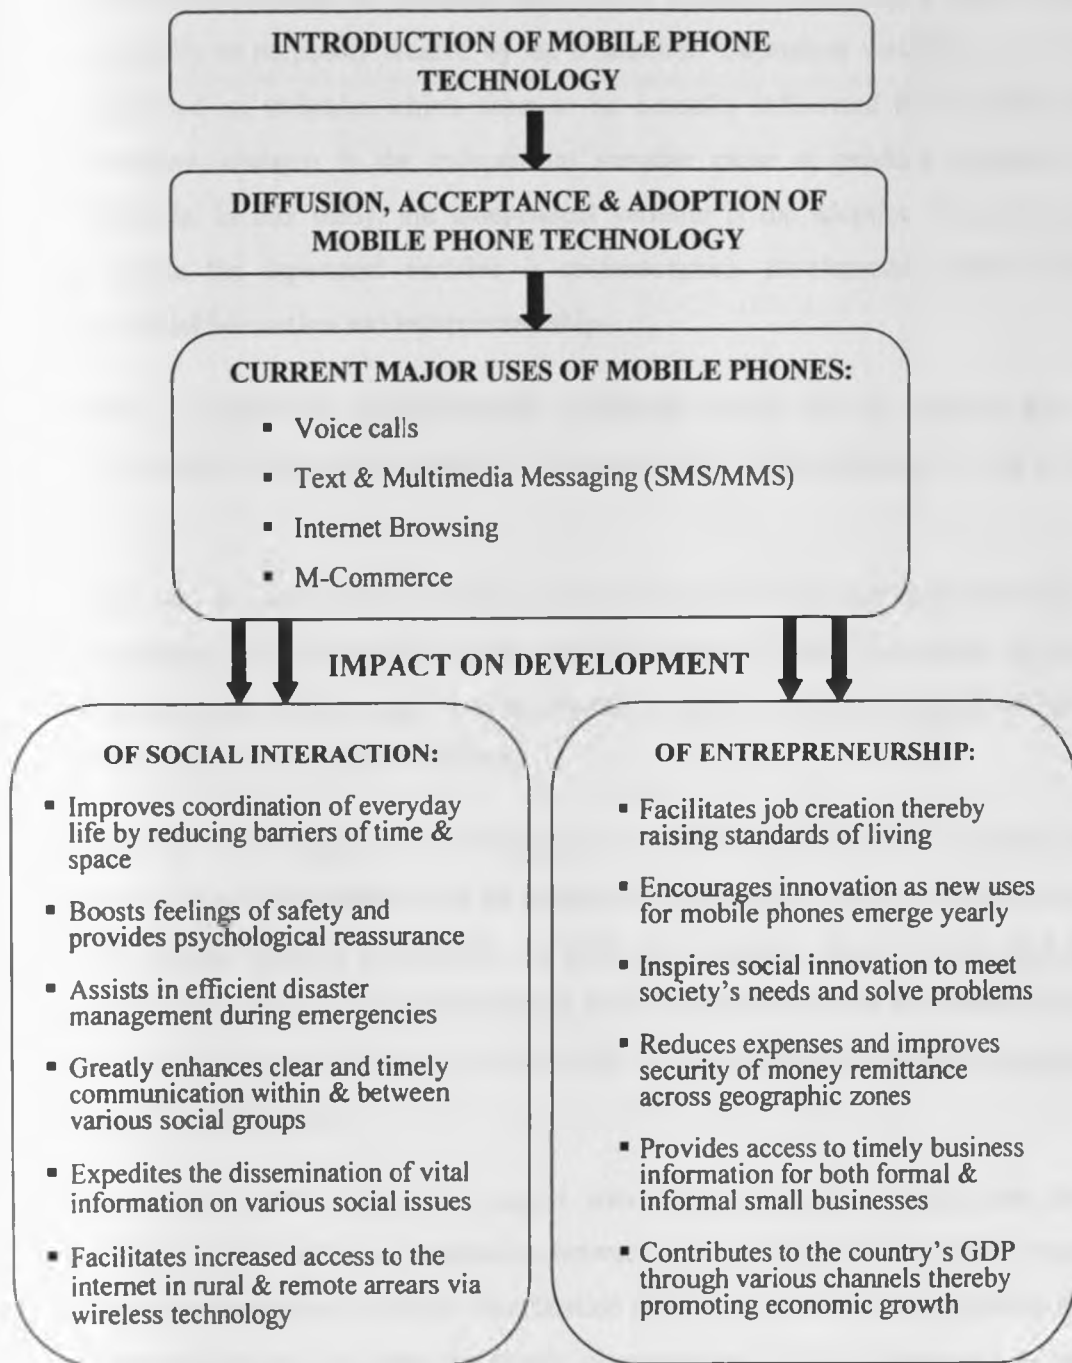 INTRODUCTION OF MOBILE PHONE
TECHNOLOGY
DIFFUSION, ACCEPTANCE & ADOPTION OF
MOBILE PHONE TECHNOLOGY
CURRENT MAJOR USES OF MOBILE PHONES:
▪ Voice calls
▪ Text & Multimedia Messaging (SMS/MMS)
▪ Internet Browsing
▪ M-Commerce
IMPACT ON DEVELOPMENT
OF SOCIAL INTERACTION:
▪ Improves coordination of everyday
life by reducing barriers of time &
space
▪ Boosts feelings of safety and
provides psychological reassurance
▪ Assists in efficient disaster
management during emergencies
▪ Greatly enhances clear and timely
communication within & between
various social groups
▪ Expedites the dissemination of vital
information on various social issues
▪ Facilitates increased access to the
internet in rural & remote arrears via
wireless technology
OF ENTREPRENEURSHIP:
▪ Facilitates job creation thereby
raising standards of living
▪ Encourages innovation as new uses
for mobile phones emerge yearly
▪ Inspires social innovation to meet
society's needs and solve problems
▪ Reduces expenses and improves
security of money remittance
across geographic zones
▪ Provides access to timely business
information for both formal &
informal small businesses
▪ Contributes to the country's GDP
through various channels thereby
promoting economic growth